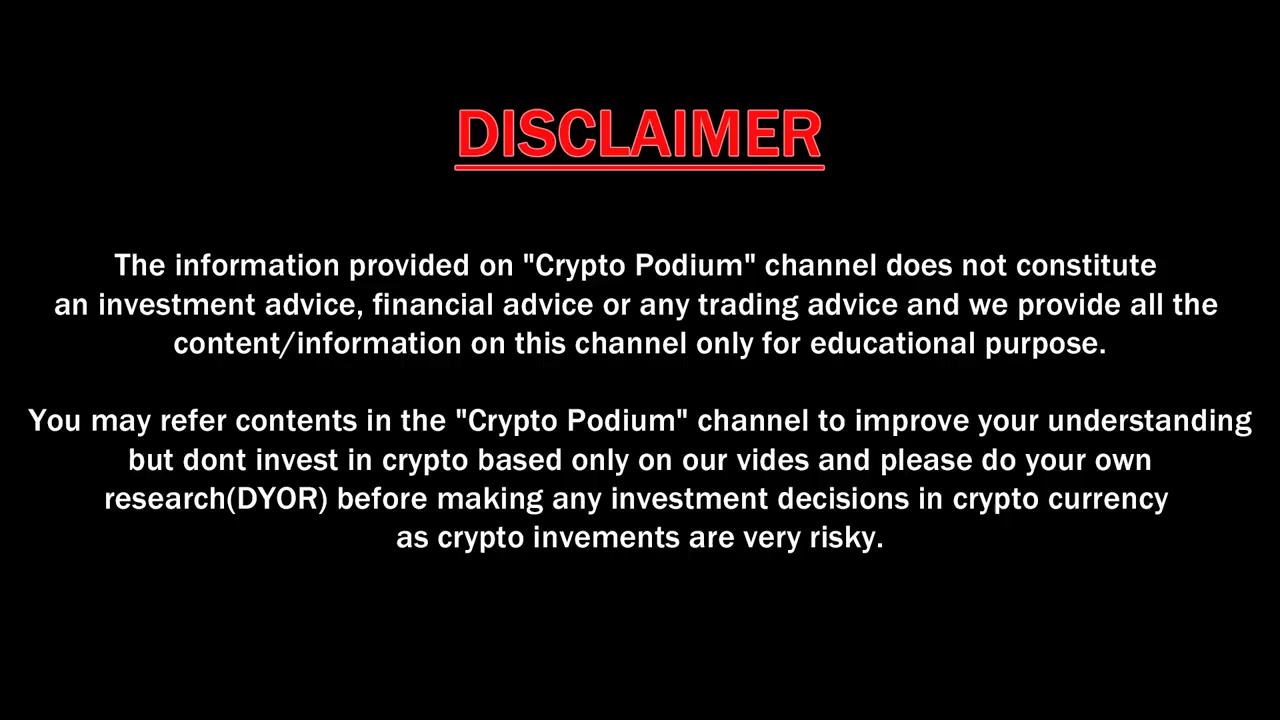 DISCLAIMER
The information provided on "Crypto Podium" channel does not constitute
an investment advice, financial advice or any trading advice and we provide all the
content/information on this channel only for educational purpose.
You may refer contents in the "Crypto Podium" channel to improve your understanding
but dont invest in crypto based only on our vides and please do your own
research(DYOR) before making any investment decisions in crypto currency
as crypto invements are very risky.